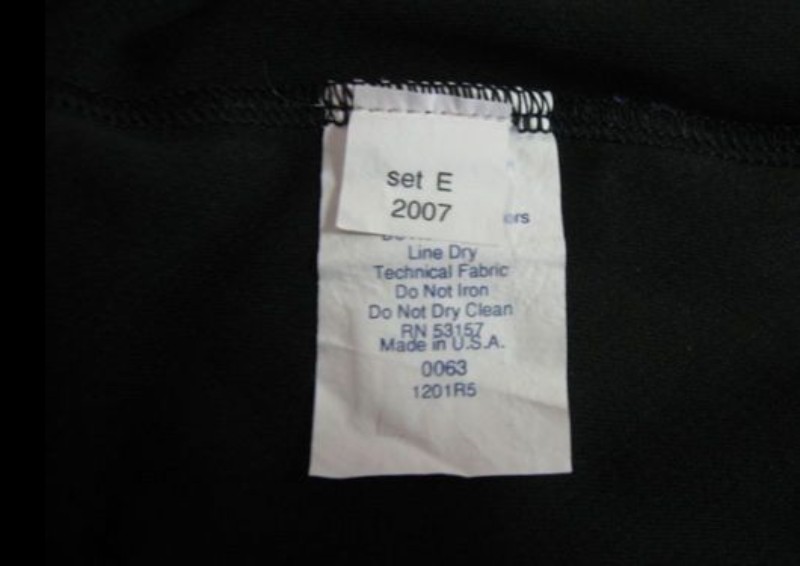 set E
2007
Line Dry
Technical Fabric
Do Not Iron
Do Not Dry Clean
RN 53157
Made in U.S.A.
0063
1201R5